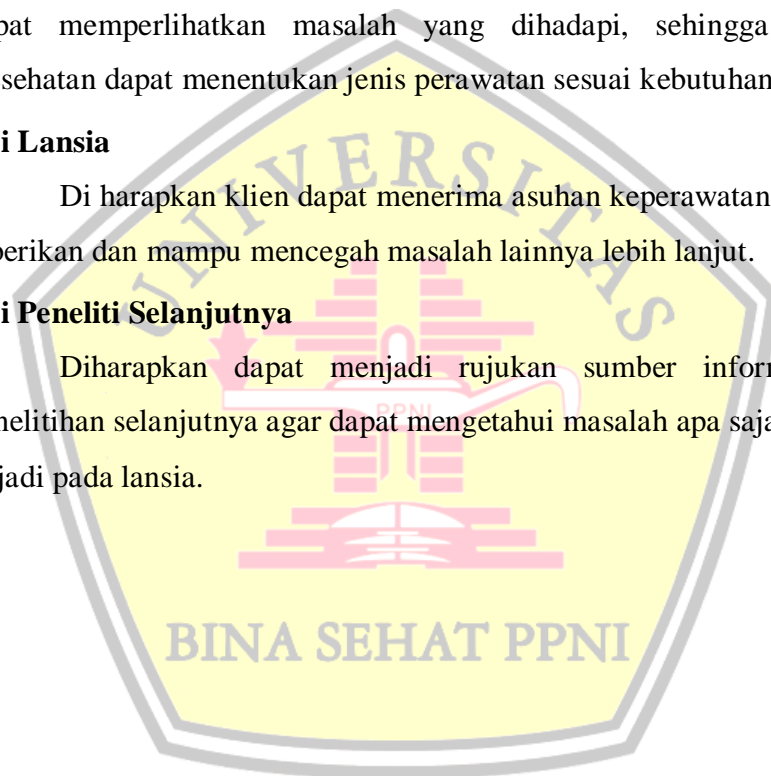 pat memperlihatkan masalah yang dihadapi, sehingga
sehatan dapat menentukan jenis perawatan sesuai kebutuhan
i Lansia
Di harapkan klien dapat menerima asuhan keperawatan
berikan dan mampu mencegah masalah lainnya lebih lanjut.
i Peneliti Selanjutnya
Diharapkan dapat menjadi rujukan sumber infor
nelitihan selanjutnya agar dapat mengetahui masalah apa saja
jadi pada lansia.
UNIVERSITAS
PPNI
BINA SEHAT PPNI